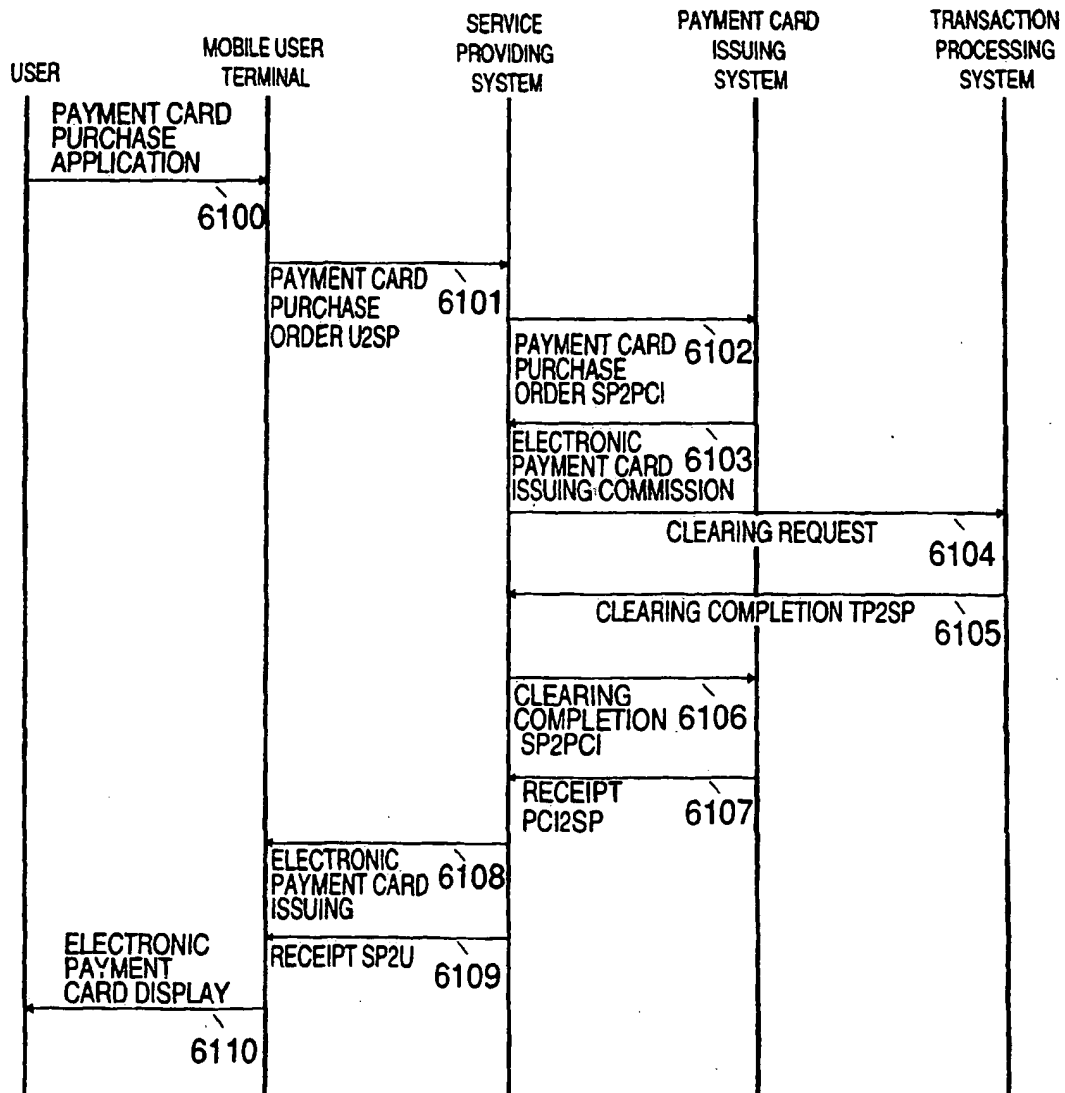 USER
MOBILE USER
TERMINAL
SERVICE
PROVIDING
SYSTEM
PAYMENT CARD
ISSUING
SYSTEM
TRANSACTION
PROCESSING
SYSTEM
PAYMENT CARD
PURCHASE
APPLICATION
6100
PAYMENT CARD
PURCHASE
ORDER U2SP
6101
PAYMENT CARD
PURCHASE
ORDER SP2PCI
6102
ELECTRONIC
PAYMENT CARD
ISSUING COMMISSION
6103
CLEARING REQUEST
6104
CLEARING COMPLETION TP2SP
6105
CLEARING
COMPLETION
SP2PCI
6106
RECEIPT
PCI2SP
6107
ELECTRONIC
PAYMENT CARD
ISSUING
6108
RECEIPT SP2U
6109
ELECTRONIC
PAYMENT
CARD DISPLAY
6110